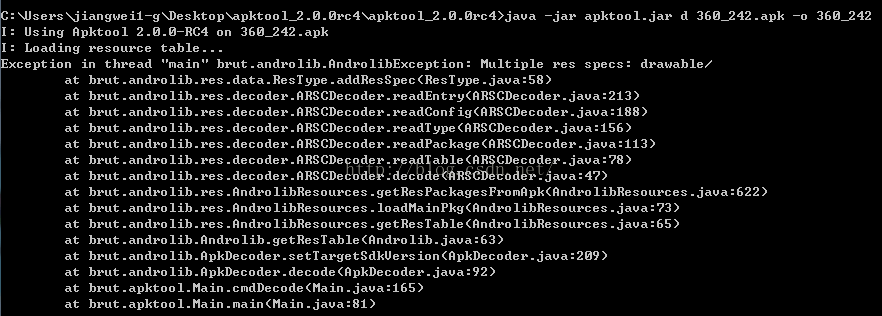 C:\Users\jiangwei1-g\Desktop\apktool_2.0.0rc4\apktool_2.0.0rc4>java -jar apktool.jar d 360_242.apk -o 360_242
I: Using Apktool 2.0.0-RC4 on 360_242.apk
I: Loading resource table...
Exception in thread "main" brut.androlib.AndrolibException: Multiple res specs: drawable/
at brut.androlib.res.data.ResType.addResSpec(ResType.java:58)
at brut.androlib.res.decoder.ARSCDecoder.readEntry(ARSCDecoder.java:213)
at brut.androlib.res.decoder.ARSCDecoder.readConfig(ARSCDecoder.java:188)
at brut.androlib.res.decoder.ARSCDecoder.readType(ARSCDecoder.java:156)
at brut.androlib.res.decoder.ARSCDecoder.readPackage(ARSCDecoder.java:113)
at brut.androlib.res.decoder.ARSCDecoder.readTable(ARSCDecoder.java:78)
http://blog.csdn.net/
at brut.androlib.res.decoder.ARSCDecoder.decode(ARSCDecoder.java:47)
at brut.androlib.res.AndrolibResources.getResPackagesFromApk(AndrolibResources.java:622)
at brut.androlib.res.AndrolibResources.loadMainPkg(AndrolibResources.java:73)
at brut.androlib.res.AndrolibResources.getResTable(AndrolibResources.java:65)
at brut.androlib.Androlib.getResTable(Androlib.java:63)
at brut.androlib.ApkDecoder.setTargetSdkVersion(ApkDecoder.java:209)
at brut.androlib.ApkDecoder.decode(ApkDecoder.java:92)
at brut.apktool.Main.cmdDecode(Main.java:165)
at brut.apktool.Main.main(Main.java:81)